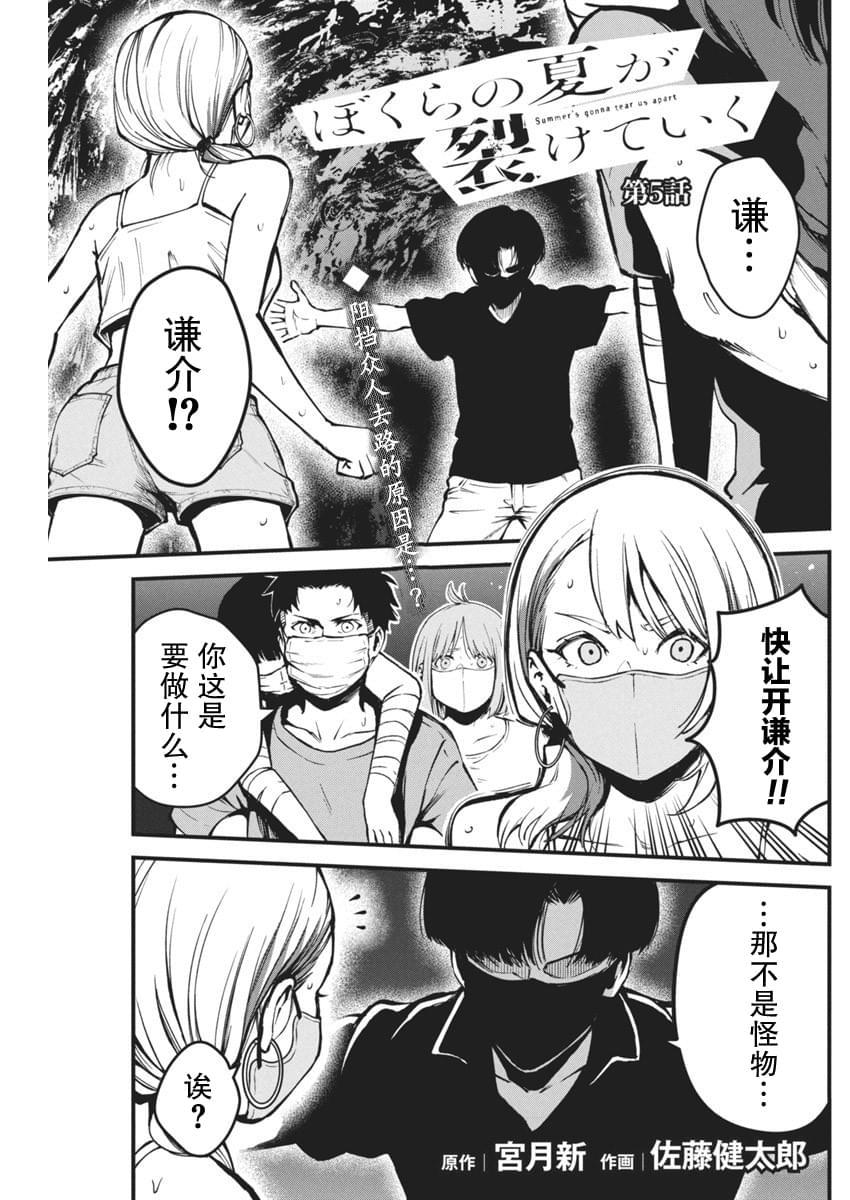 ぼくらの夏が
Summer's gonna tear us apart
裂けていく
第5話
谦…
谦介
!?
阻挡众人去路的原因是…?
快让开谦介!!
你这是
要做什么…
…那不是怪物…
诶?
原作|宮月新 作画|佐藤健太郎